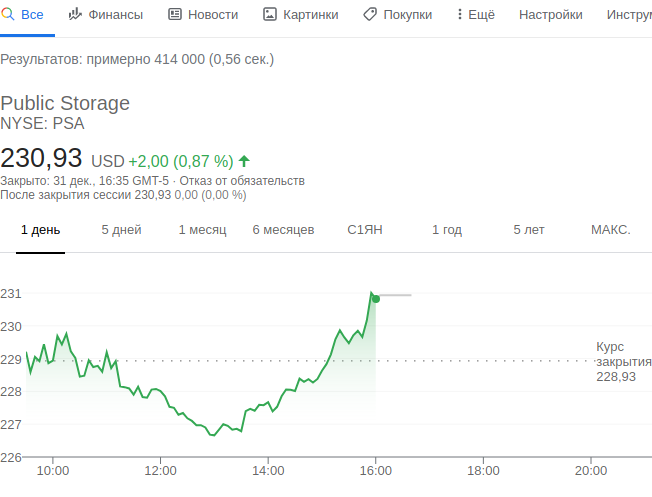 Все Финансы Новости Картинки Покупки Ещё Настройки Инстру
Результатов: примерно 414 000 (0,56 сек.)
Public Storage
NYSE: PSA
230,93 USD +2,00 (0,87 %)
Закрыто: 31 дек., 16:35 GMT-5 · Отказ от обязательств
После закрытия сессии 230,93 0,00 (0,00 %)
1 день 5 дней 1 месяц 6 месяцев С1ЯН 1 год 5 лет МАКС.
231
230
229
228
227
226
Курс
закрытия
228,93
10:00 12:00 14:00 16:00 18:00 20:00